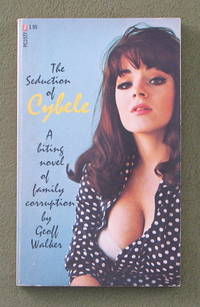 The
Seduction
of
Cybele
A
biting
novel
of
family
corruption
by
Geoff
Walker